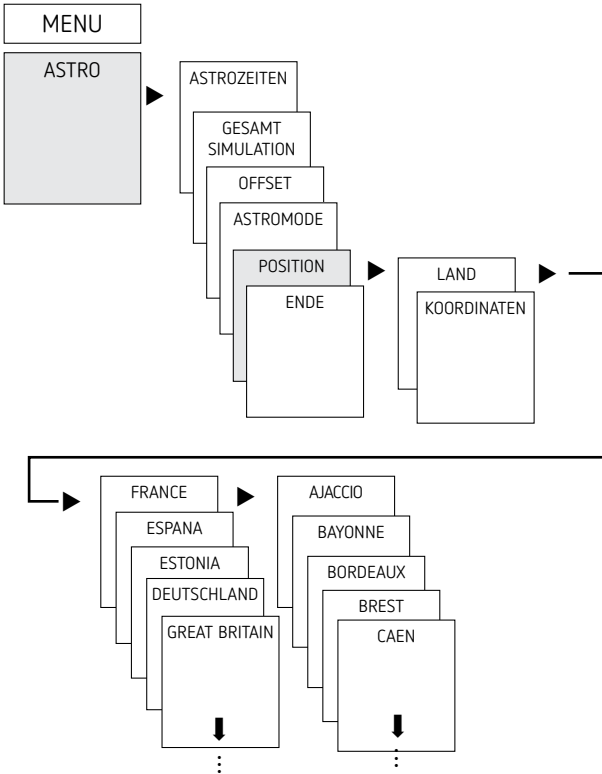 MENU
ASTRO
ASTROZEITEN
GESAMT
SIMULATION
OFFSET
ASTROMODE
POSITION
ENDE
LAND
KOORDINATEN
FRANCE
ESPANA
ESTONIA
DEUTSCHLAND
GREAT BRITAIN
AJACCIO
BAYONNE
BORDEAUX
BREST
CAEN